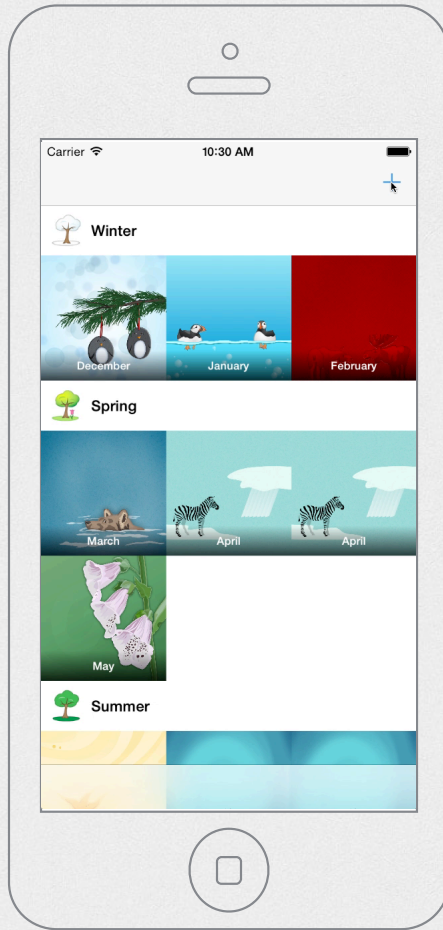 Carrier 10:30 AM
Winter
December January February
Spring
March April April
May
Summer